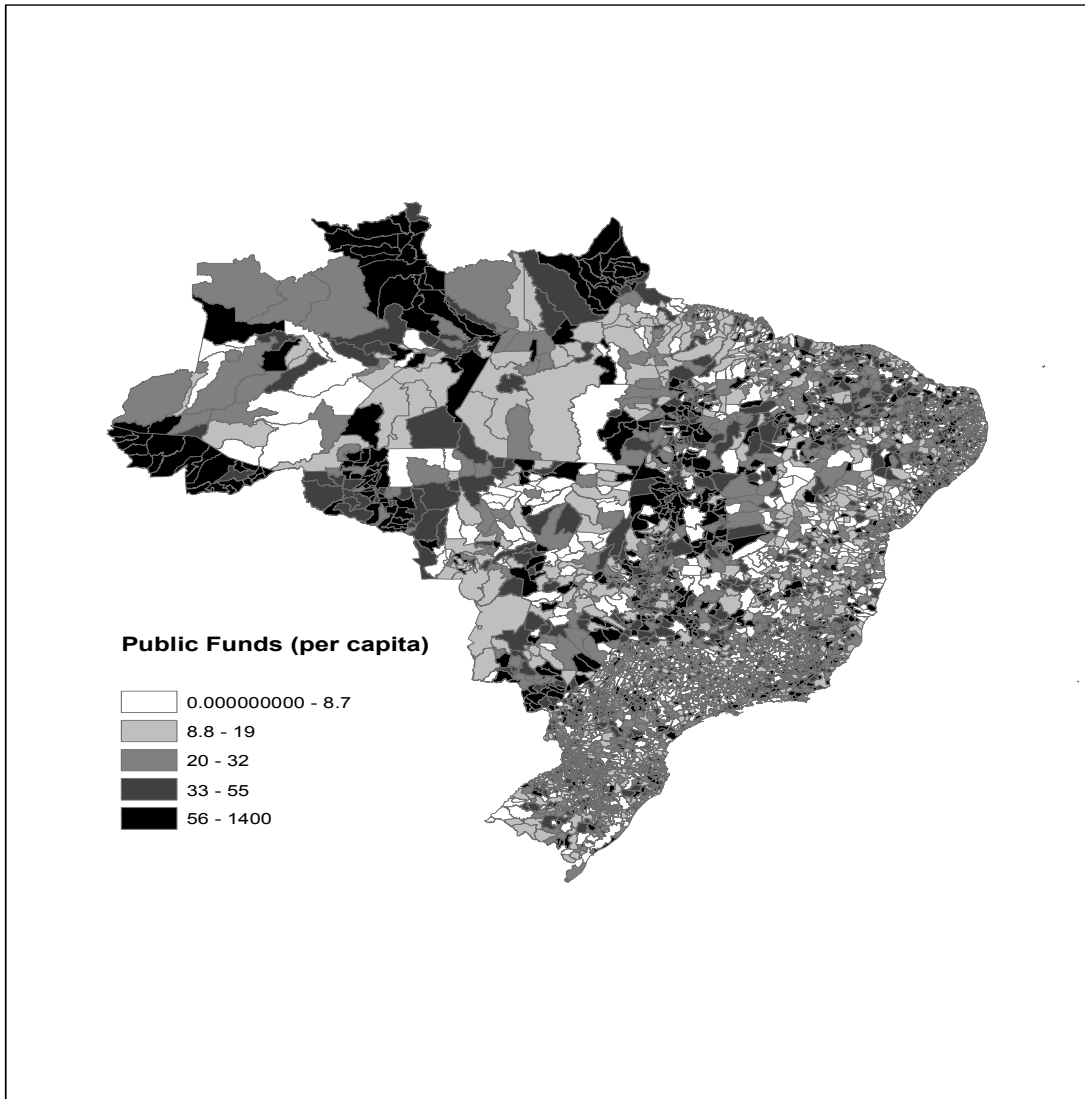 Public Funds (per capita)
0.000000000 - 8.7
8.8 - 19
20 - 32
33 - 55
56 - 1400